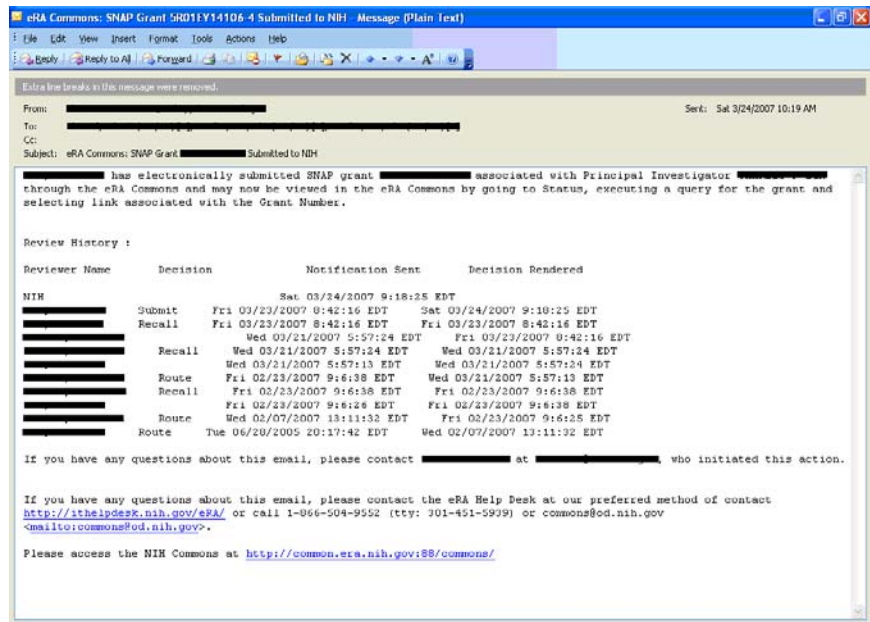 eRA Commons: SNAP Grant 5R01EY14106-4 Submitted to NIH - Message (Plain Text)
File Edit View Insert Format Tools Actions Help
Reply Reply to All Forward
Extra line breaks in this message were removed.
From: Sent: Sat 3/24/2007 10:19 AM
To:
Cc:
Subject: eRA Commons: SNAP Grant Submitted to NIH
has electronically submitted SNAP grant associated with Principal Investigator
through the eRA Commons and may now be viewed in the eRA Commons by going to Status, executing a query for the grant and
selecting link associated with the Grant Number.
Review History :
Reviewer Name Decision Notification Sent Decision Rendered
NIH Sat 03/24/2007 9:18:25 EDT
Submit Fri 03/23/2007 8:42:16 EDT Sat 03/24/2007 9:18:25 EDT
Recall Fri 03/23/2007 8:42:16 EDT Fri 03/23/2007 8:42:16 EDT
Wed 03/21/2007 5:57:24 EDT Fri 03/23/2007 8:42:16 EDT
Recall Wed 03/21/2007 5:57:24 EDT Wed 03/21/2007 5:57:24 EDT
Wed 03/21/2007 5:57:13 EDT Wed 03/21/2007 5:57:24 EDT
Route Fri 02/23/2007 9:6:38 EDT Wed 03/21/2007 5:57:13 EDT
Recall Fri 02/23/2007 9:6:38 EDT Fri 02/23/2007 9:6:38 EDT
Fri 02/23/2007 9:6:26 EDT Fri 02/23/2007 9:6:38 EDT
Route Wed 02/07/2007 13:11:32 EDT Fri 02/23/2007 9:6:25 EDT
Route Tue 06/28/2005 20:17:42 EDT Wed 02/07/2007 13:11:32 EDT
If you have any questions about this email, please contact at , who initiated this action.
If you have any questions about this email, please contact the eRA Help Desk at our preferred method of contact
http://ithelpdesk.nih.gov/eRA/ or call 1-866-504-9552 (tty: 301-451-5939) or commons@od.nih.gov
<mailto:commons@od.nih.gov>.
Please access the NIH Commons at http://common.era.nih.gov:88/commons/